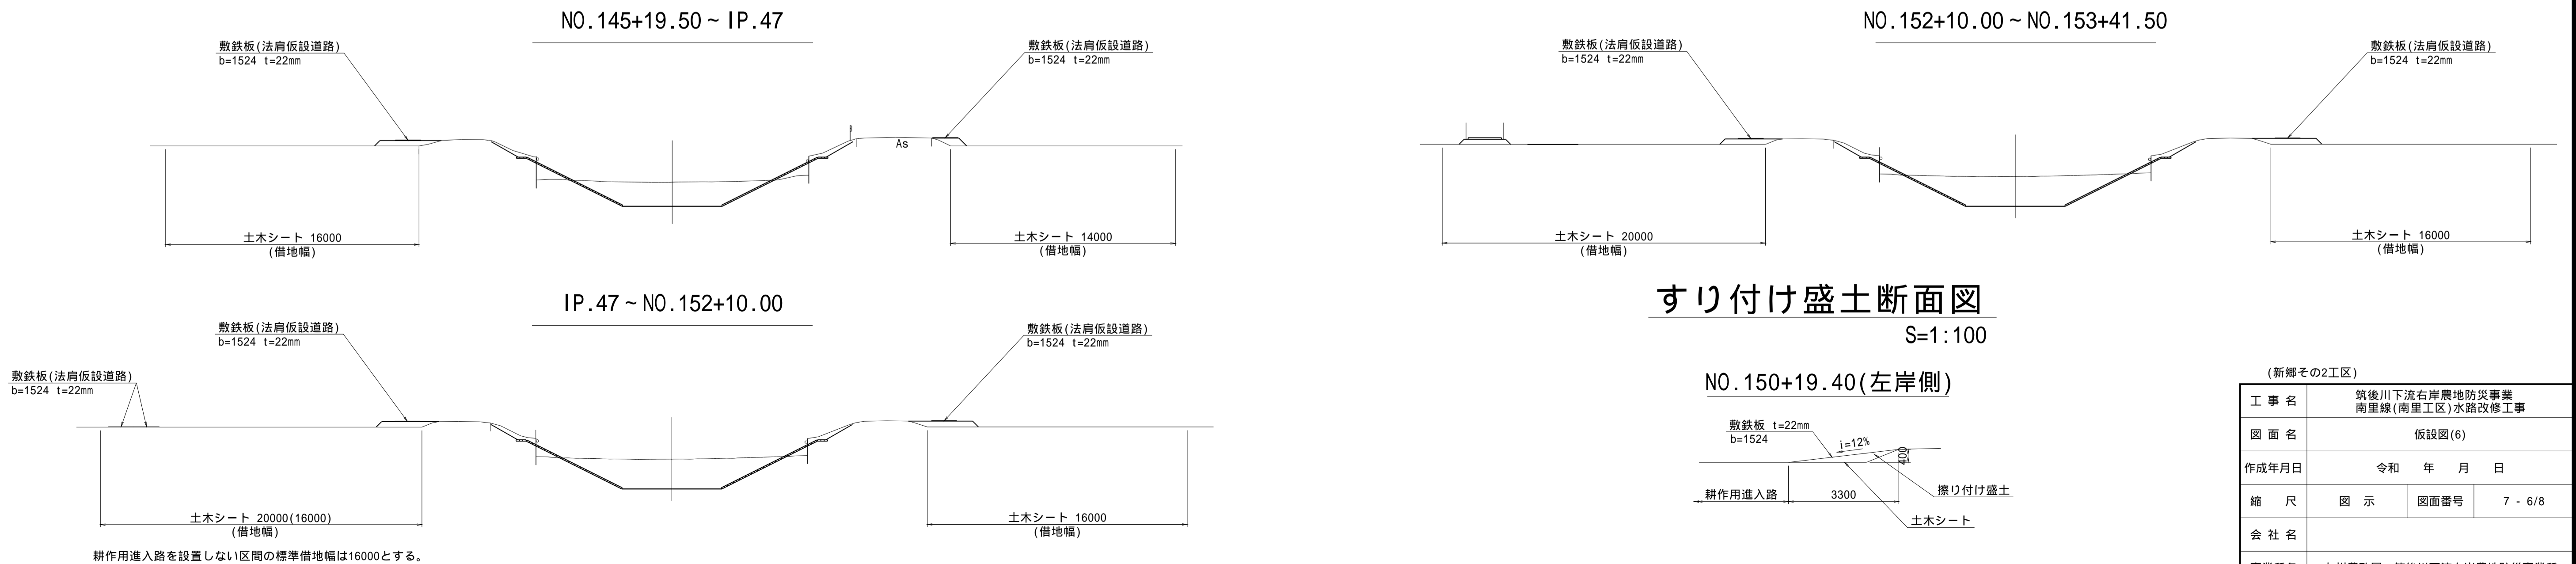 NO.145+19.50~IP.47
敷鉄板(法肩仮設道路)
b=1524 t=22mm
敷鉄板(法肩仮設道路)
b=1524 t=22mm
As
土木シート 16000
(借地幅)
土木シート 14000
(借地幅)
IP.47~NO.152+10.00
敷鉄板(法肩仮設道路)
b=1524 t=22mm
敷鉄板(法肩仮設道路)
b=1524 t=22mm
敷鉄板(法肩仮設道路)
b=1524 t=22mm
土木シート 20000(16000)
(借地幅)
土木シート 16000
(借地幅)
耕作用進入路を設置しない区間の標準借地幅は16000とする。
NO.152+10.00~NO.153+41.50
敷鉄板(法肩仮設道路)
b=1524 t=22mm
敷鉄板(法肩仮設道路)
b=1524 t=22mm
土木シート 20000
(借地幅)
土木シート 16000
(借地幅)
すり付け盛土断面図
S=1:100
NO.150+19.40(左岸側)
敷鉄板 t=22mm
b=1524
i=12%
400
耕作用進入路
3300
擦り付け盛土
土木シート
(新郷その2工区)
工事名
筑後川下流右岸農地防災事業
南里線(南里工区)水路改修工事
図面名
仮設図(6)
作成年月日
令和 年 月 日
縮尺
図示
図面番号
7 - 6/8
会社名